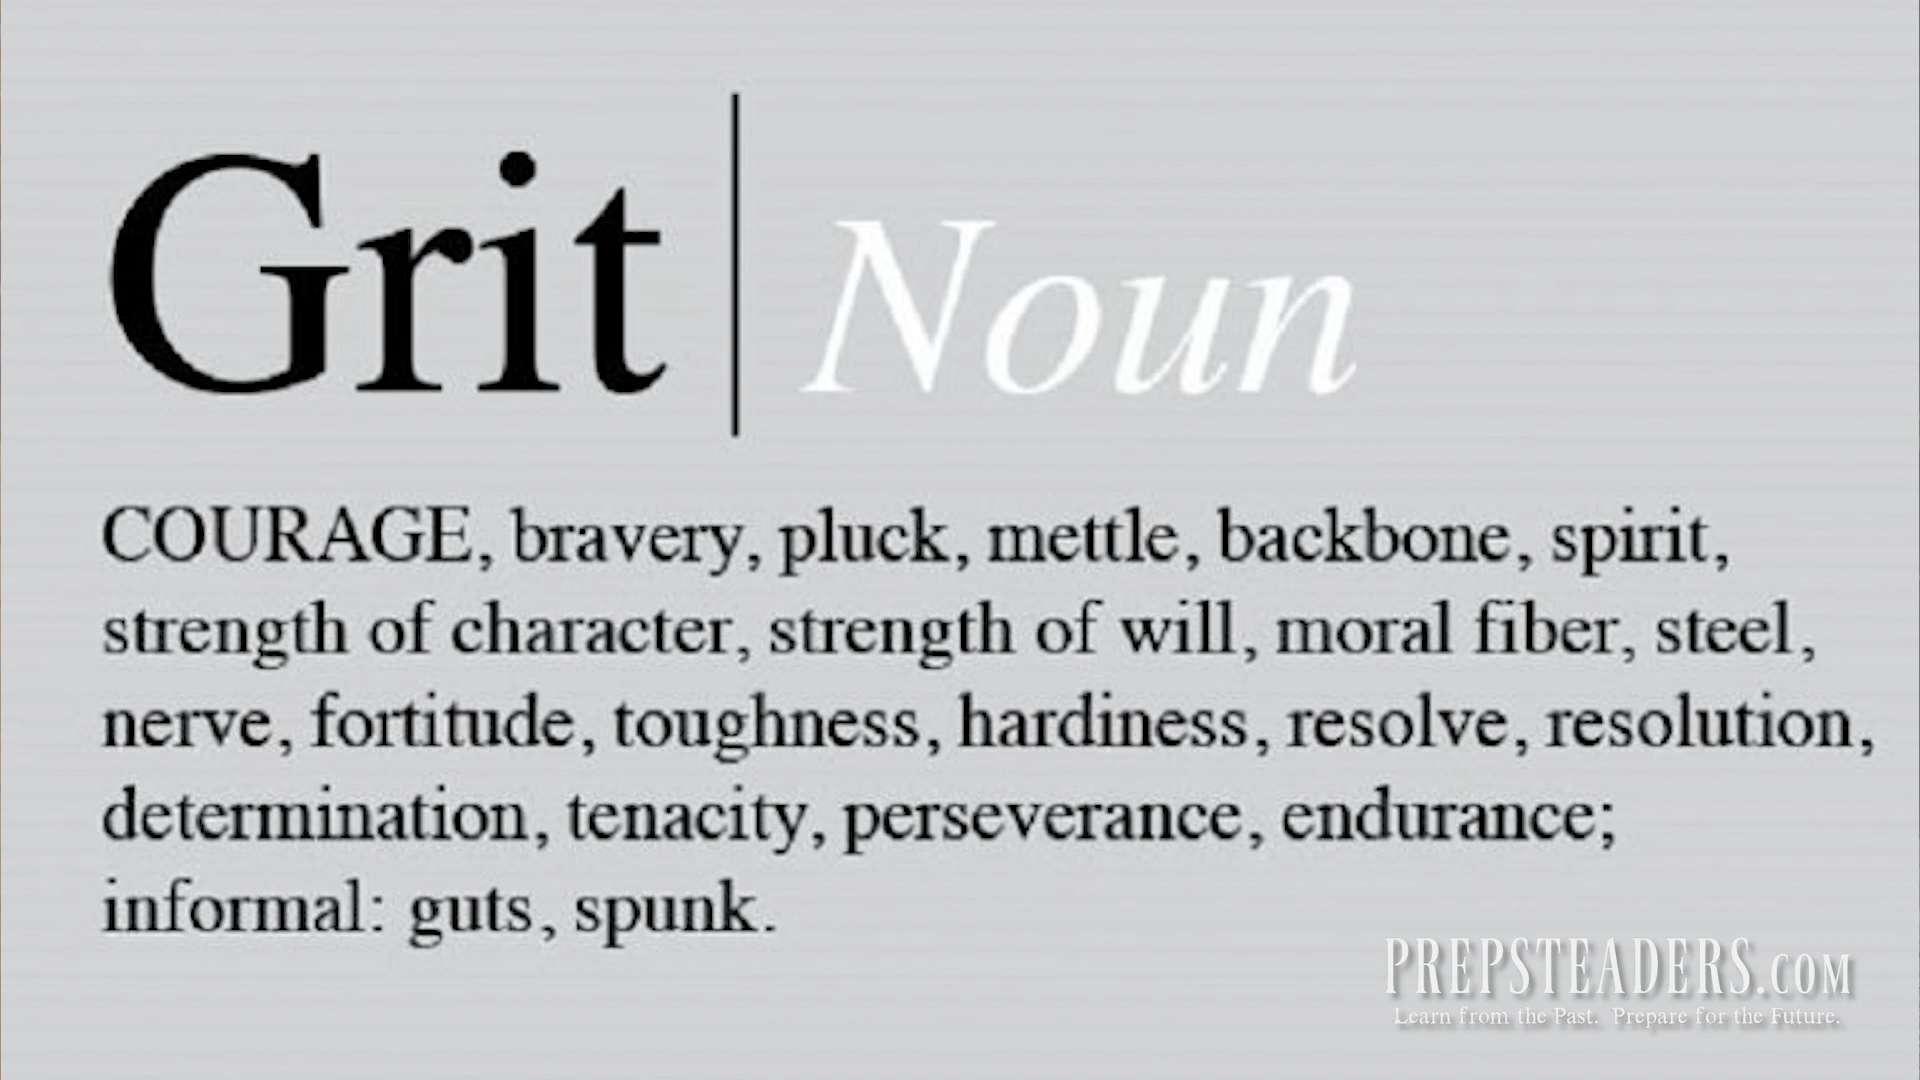 Grit | Noun
COURAGE, bravery, pluck, mettle, backbone, spirit,
strength of character, strength of will, moral fiber, steel,
nerve, fortitude, toughness, hardiness, resolve, resolution,
determination, tenacity, perseverance, endurance;
informal: guts, spunk.
PREPSTEADERS.COM
Learn from the Past. Prepare for the Future.